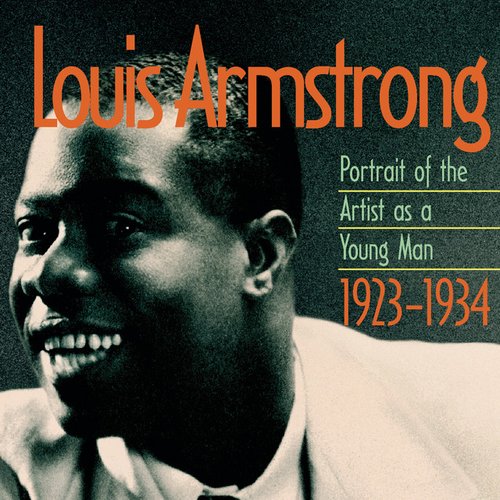 Louis Armstrong
Portrait of the
Artist as a
Young Man
1923–1934